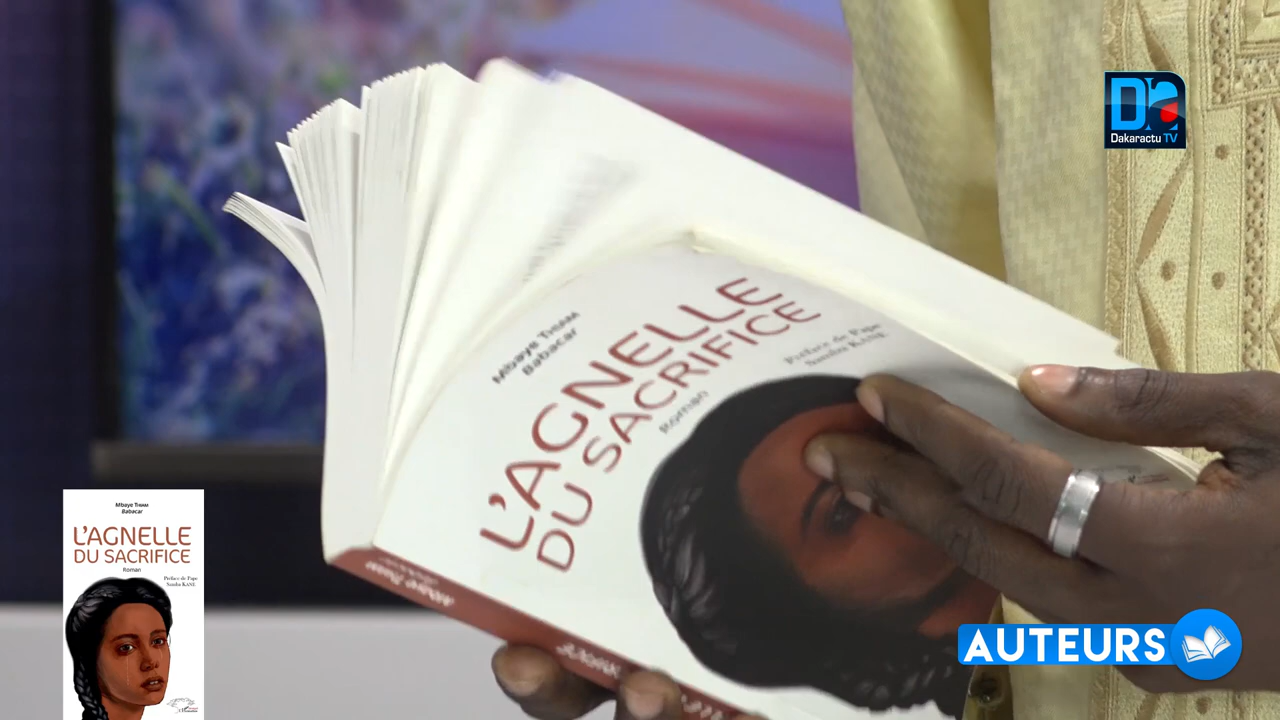 Dakaractu TV
Mbaye THIAM
Babacar
L'AGNELLE
DU SACRIFICE
Roman
Préface de Pape
Samba KANE
Mbaye THIAM
Babacar
L'AGNELLE
DU SACRIFICE
Roman
Préface de Pape
Samba KANE
AUTEURS